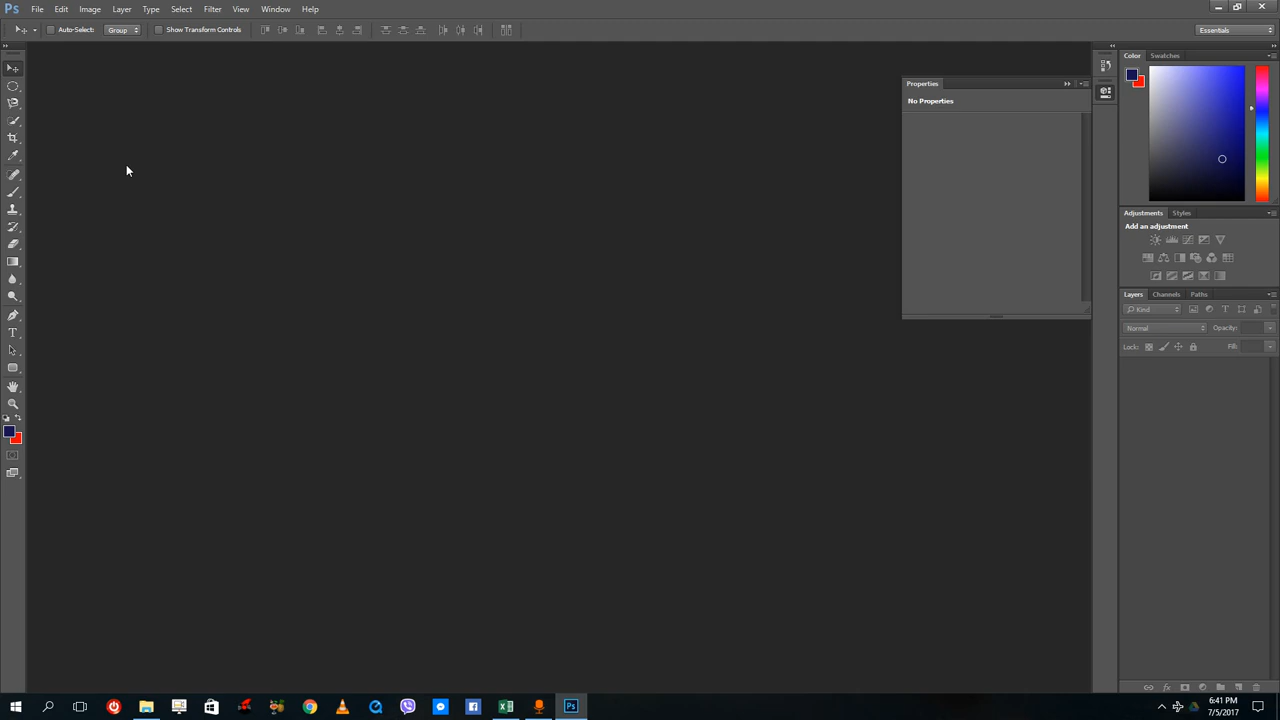 Ps File Edit Image Layer Type Select Filter View Window Help
Auto-Select: Group Show Transform Controls Essentials
Color Swatches
Properties
No Properties
Adjustments Styles
Add an adjustment
Layers Channels Paths
Kind
Normal Opacity:
Lock: Fill:
T
Ps
6:41 PM
7/5/2017